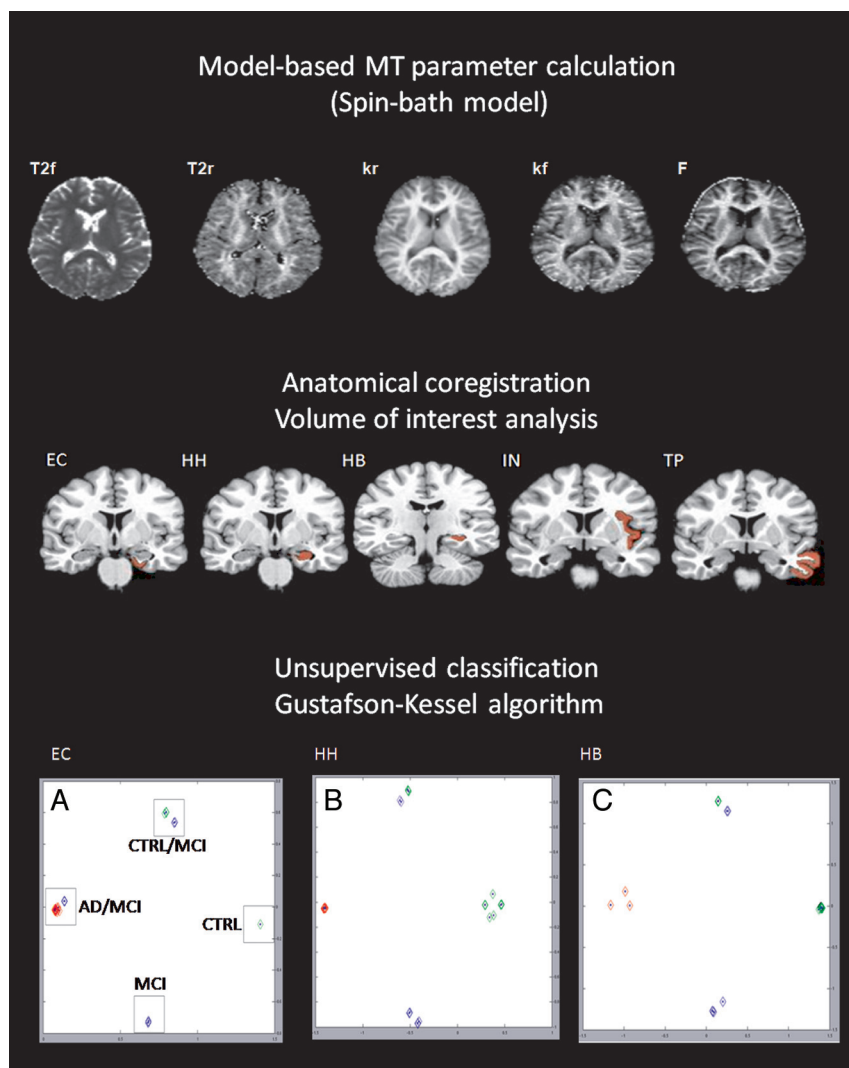 Model-based MT parameter calculation
(Spin-bath model)
T2f T2r kr kf F
Anatomical coregistration
Volume of interest analysis
EC HH HB IN TP
Unsupervised classification
Gustafson-Kessel algorithm
EC HH HB
A B C
CTRL/MCI
AD/MCI
CTRL
MCI